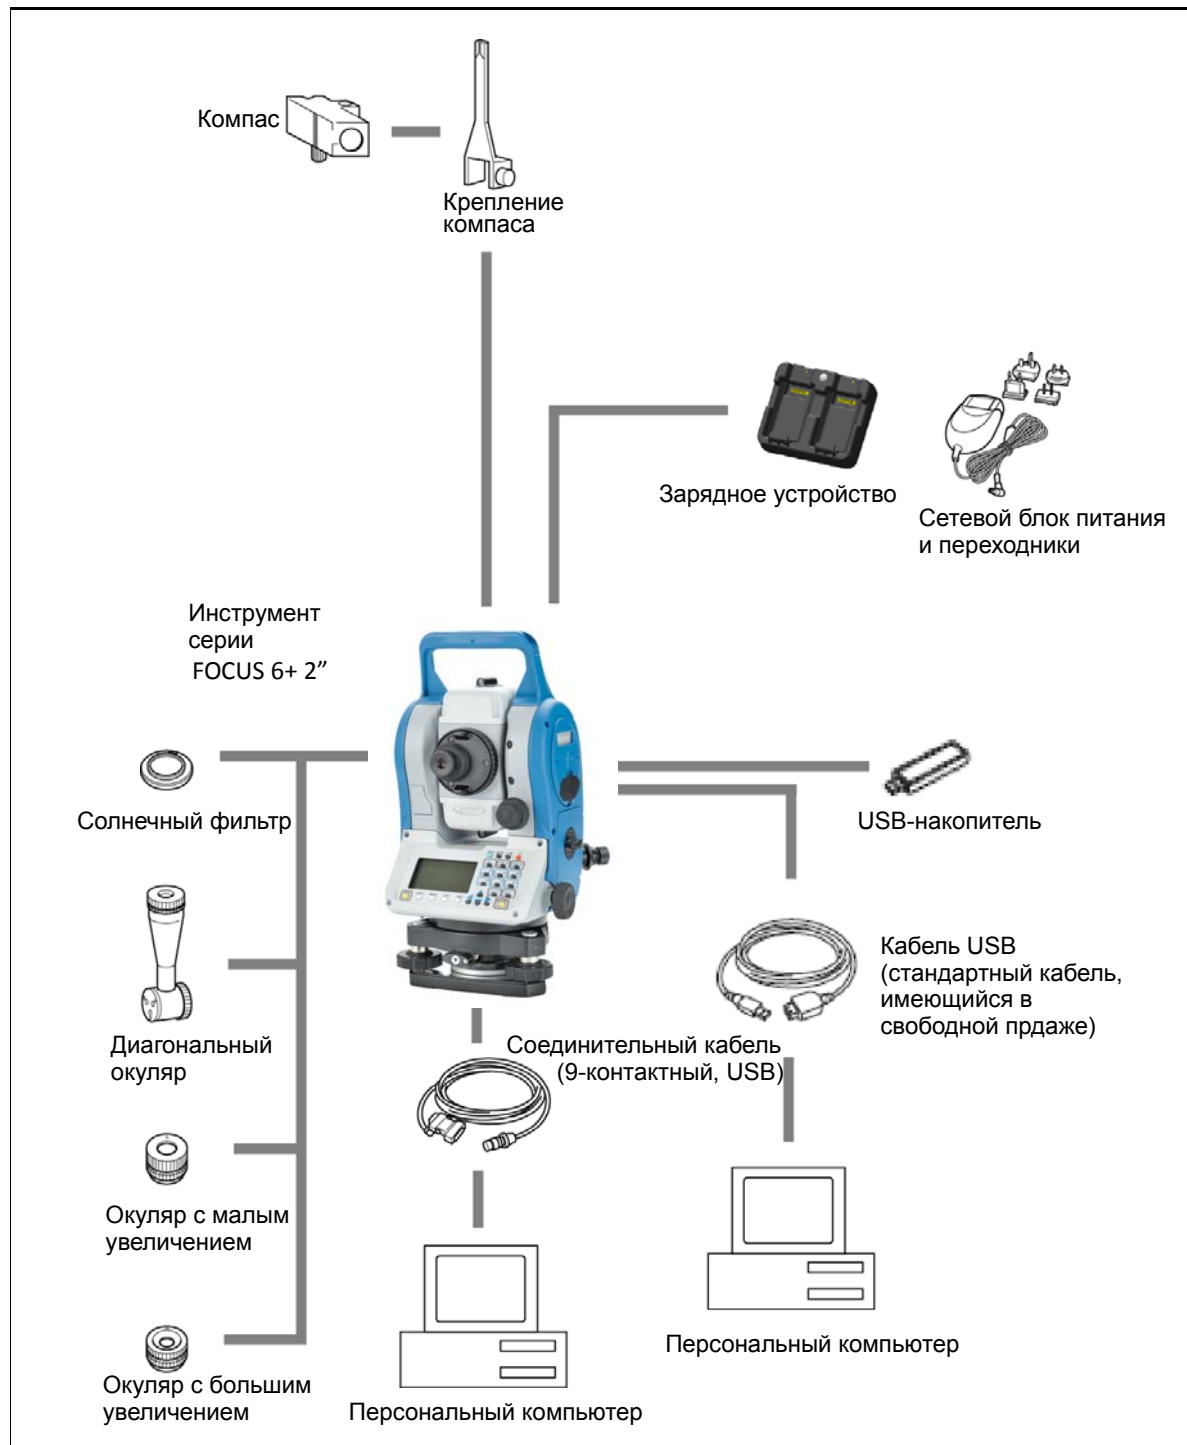 Компас
Крепление
компаса
Зарядное устройство
Сетевой блок питания
и переходники
Инструмент
серии
FOCUS 6+ 2”
Солнечный фильтр
USB-накопитель
Диагональный
окуляр
Кабель USB
(стандартный кабель,
имеющийся в
свободной прдаже)
Соединительный кабель
(9-контактный, USB)
Окуляр с малым
увеличением
Окуляр с большим
увеличением
Персональный компьютер
Персональный компьютер